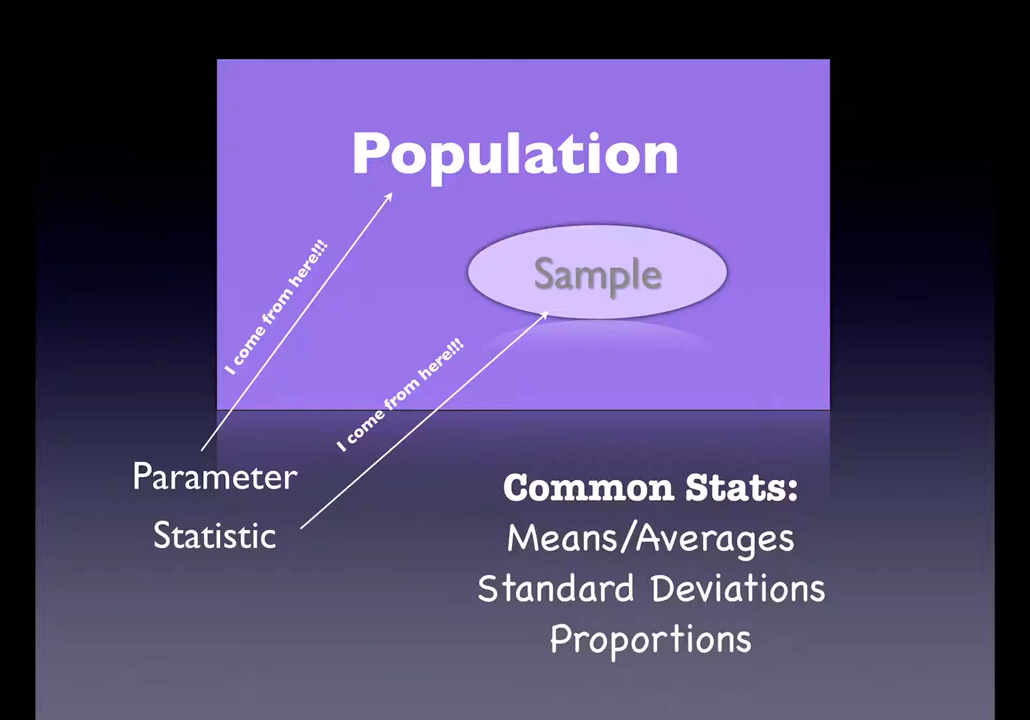 Population
Sample
I come from here!!!
I come from here!!!
Parameter
Statistic
Common Stats:
Means/Averages
Standard Deviations
Proportions